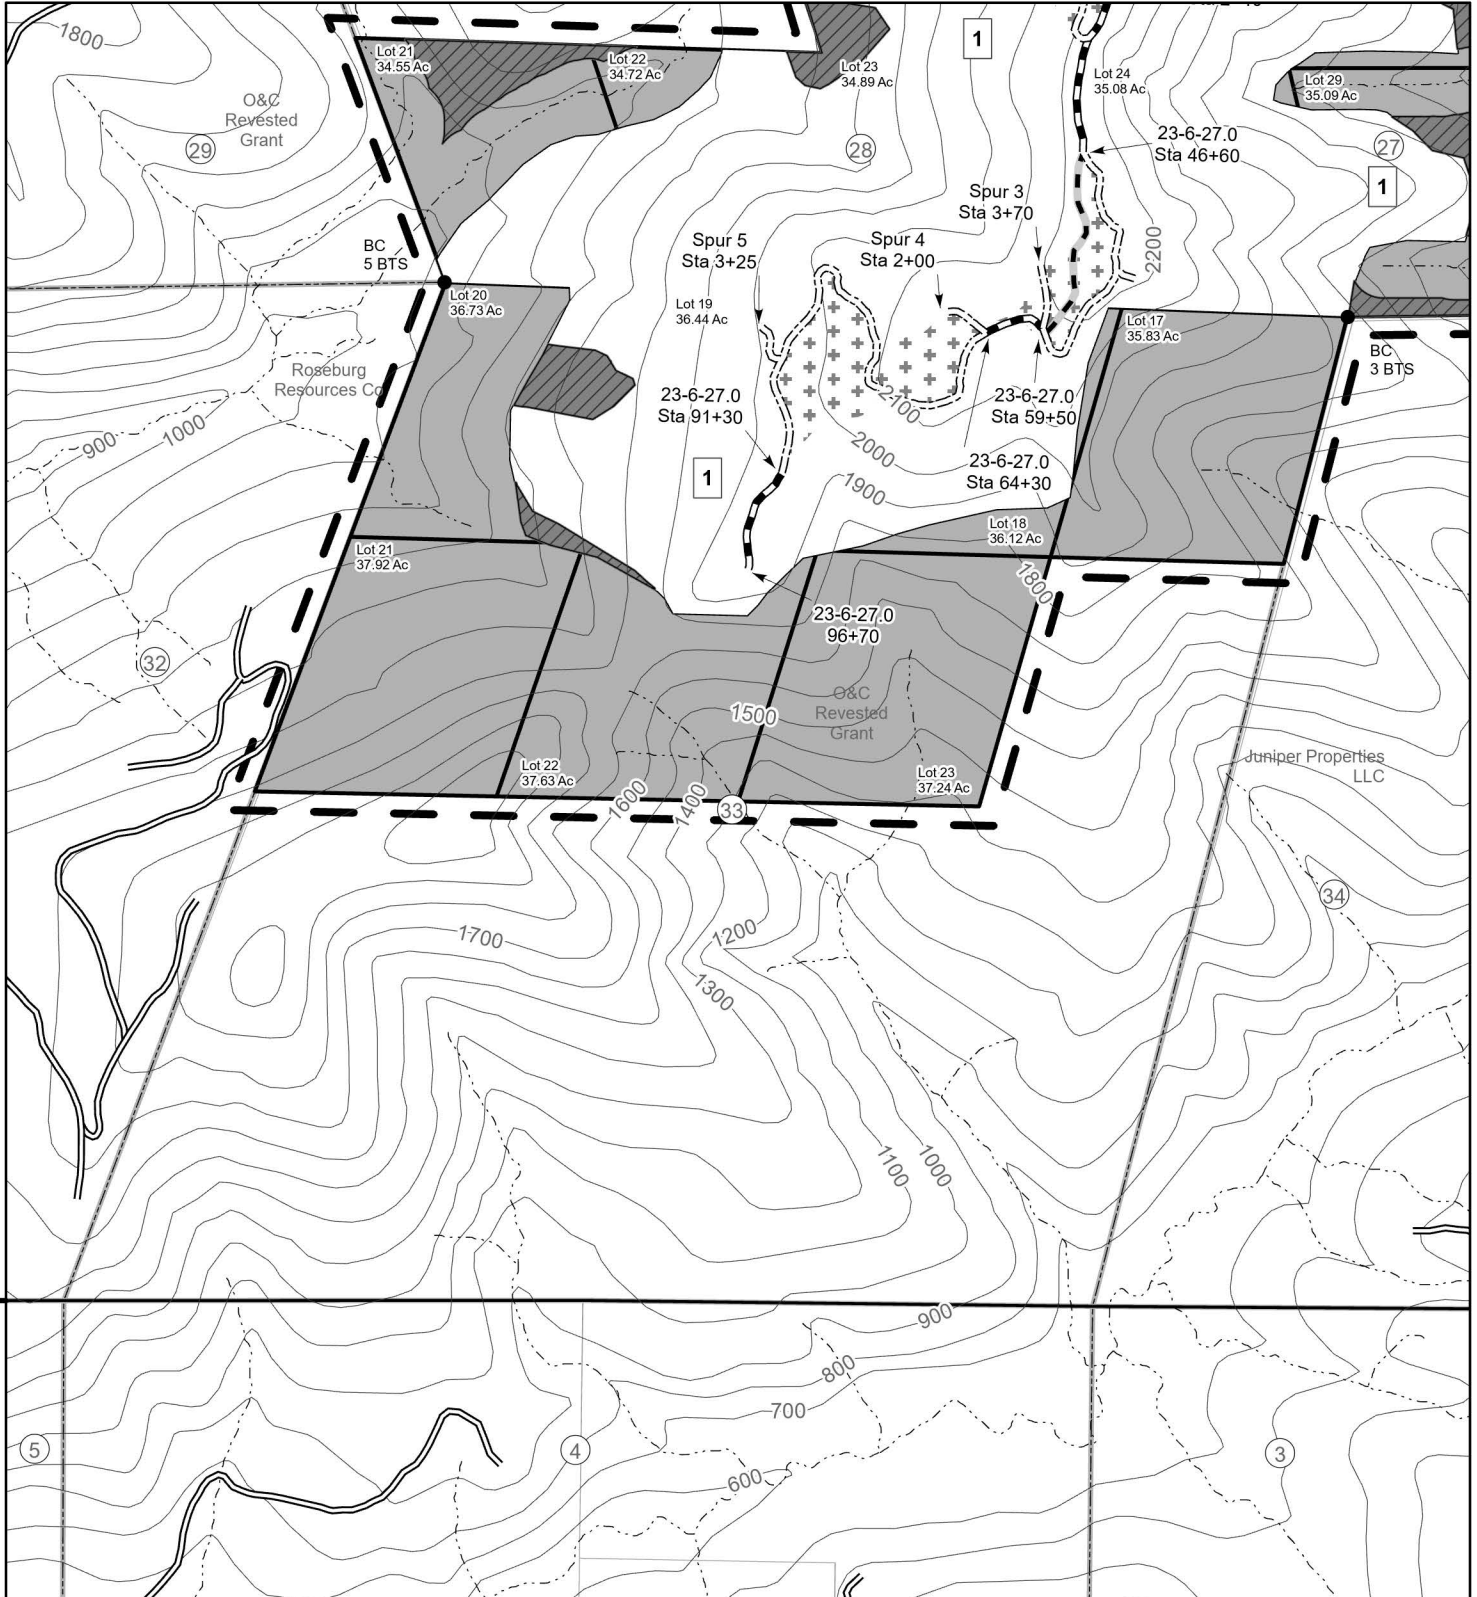 1800
Lot 21
34.55 Ac
Lot 22
34.72 Ac
Lot 23
34.89 Ac
1
Lot 24
35.08 Ac
Lot 29
35.09 Ac
O&C
Revested
Grant
29
28
23-6-27.0
Sta 46+60
27
1
Spur 3
Sta 3+70
BC
5 BTS
Spur 5
Sta 3+25
Spur 4
Sta 2+00
2200
Lot 20
36.73 Ac
Lot 19
36.44 Ac
Lot 17
35.83 Ac
BC
3 BTS
Roseburg
Resources Co
23-6-27.0
Sta 91+30
2100
23-6-27.0
Sta 59+50
900
1000
2000
23-6-27.0
Sta 64+30
1
1900
Lot 18
36.12 Ac
Lot 21
37.92 Ac
1800
23-6-27.0
96+70
32
1500
O&C
Revested
Grant
Juniper Properties
LLC
Lot 22
37.63 Ac
Lot 23
37.24 Ac
1600
1400
33
34
1700
1200
1300
1100
1000
900
800
700
5
4
3
600